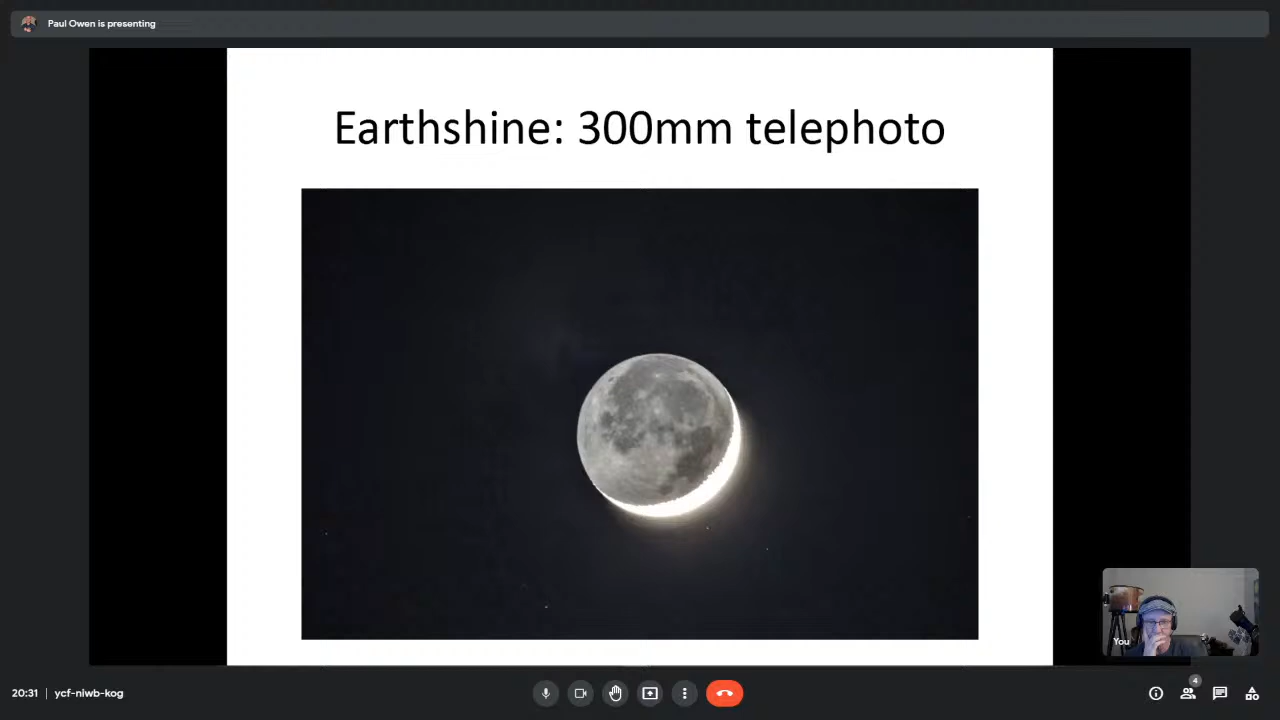 Paul Owen is presenting
Earthshine: 300mm telephoto
You
20:31 | ycf-niwb-kog
4